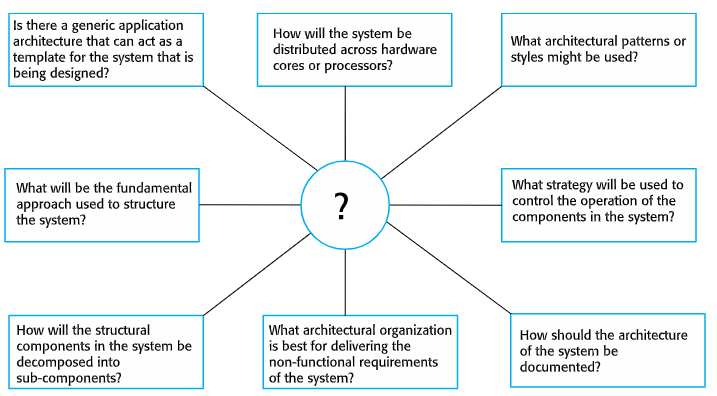 Is there a generic application
architecture that can act as a
template for the system that is
being designed?
How will the system be
distributed across hardware
cores or processors?
What architectural patterns or
styles might be used?
What will be the fundamental
approach used to structure
the system?
?
What strategy will be used to
control the operation of the
components in the system?
How will the structural
components in the system be
decomposed into
sub-components?
What architectural organization
is best for delivering the
non-functional requirements
of the system?
How should the architecture
of the system be
documented?